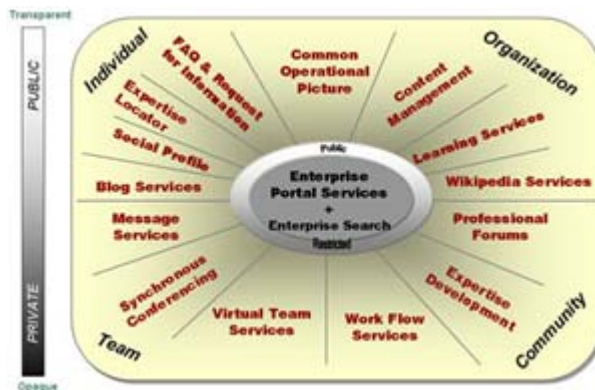 Transparent
PUBLIC
PRIVATE
Opaque
Individual
Organization
Team
Community
FAQ & Request
for Information
Common
Operational
Picture
Content
Management
Expertise
Locator
Learning Services
Social Profile
Blog Services
Wikipedia Services
Message
Services
Professional
Forums
Synchronous
Conferencing
Expertise
Development
Virtual Team
Services
Work Flow
Services
Public
Enterprise
Portal Services
+
Enterprise Search
Restricted